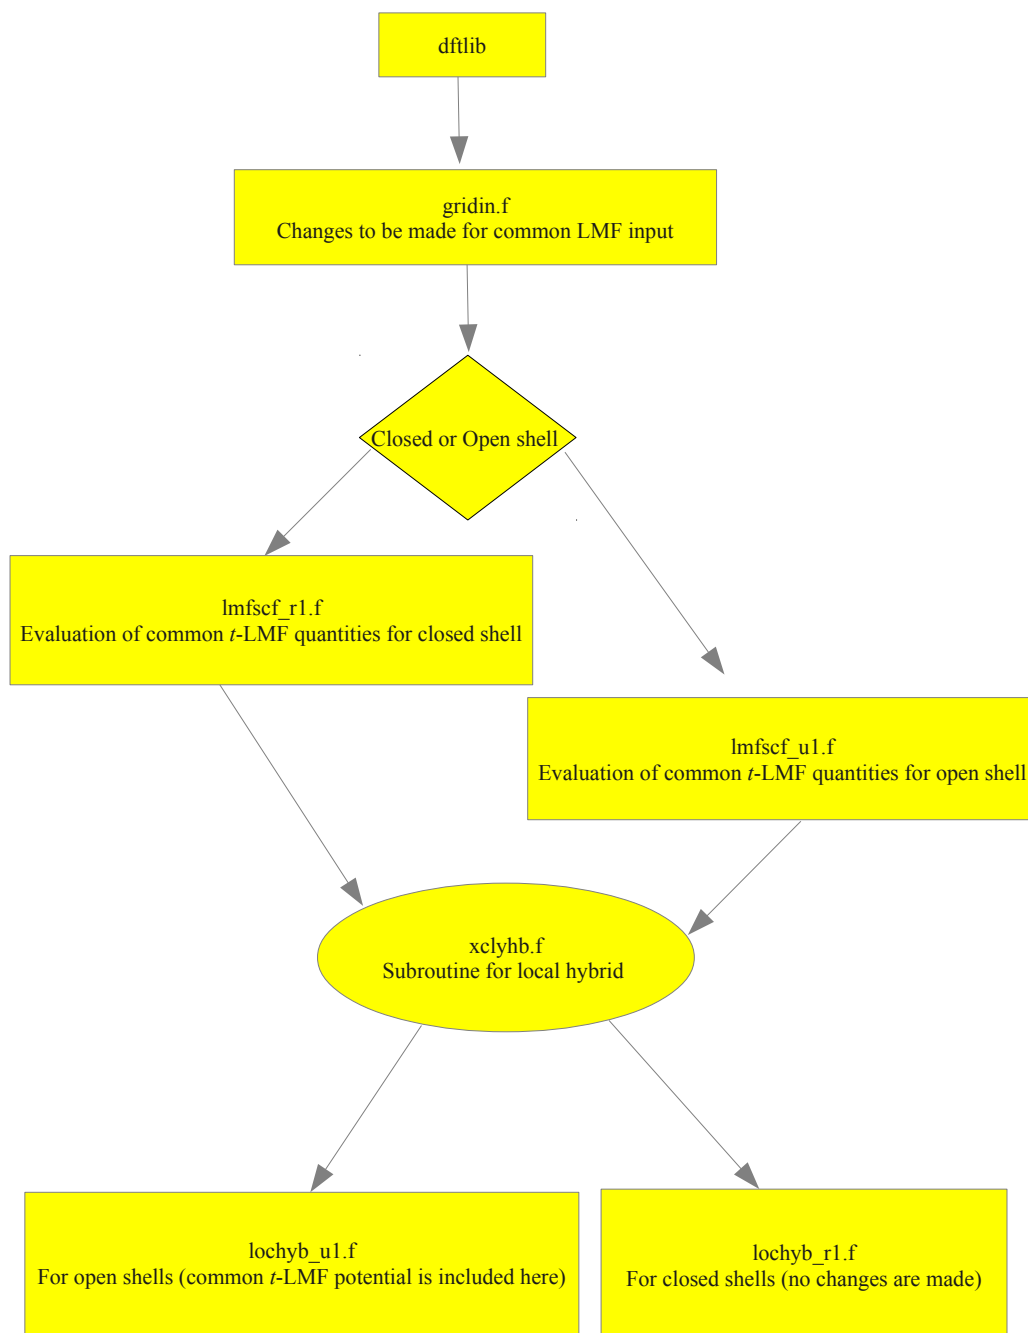 dftlib
gridin.f
Changes to be made for common LMF input
Closed or Open shell
lmfscf_r1.f
Evaluation of common t-LMF quantities for closed shell
lmfscf_u1.f
Evaluation of common t-LMF quantities for open shell
xclyhb.f
Subroutine for local hybrid
lochyb_u1.f
For open shells (common t-LMF potential is included here)
lochyb_r1.f
For closed shells (no changes are made)